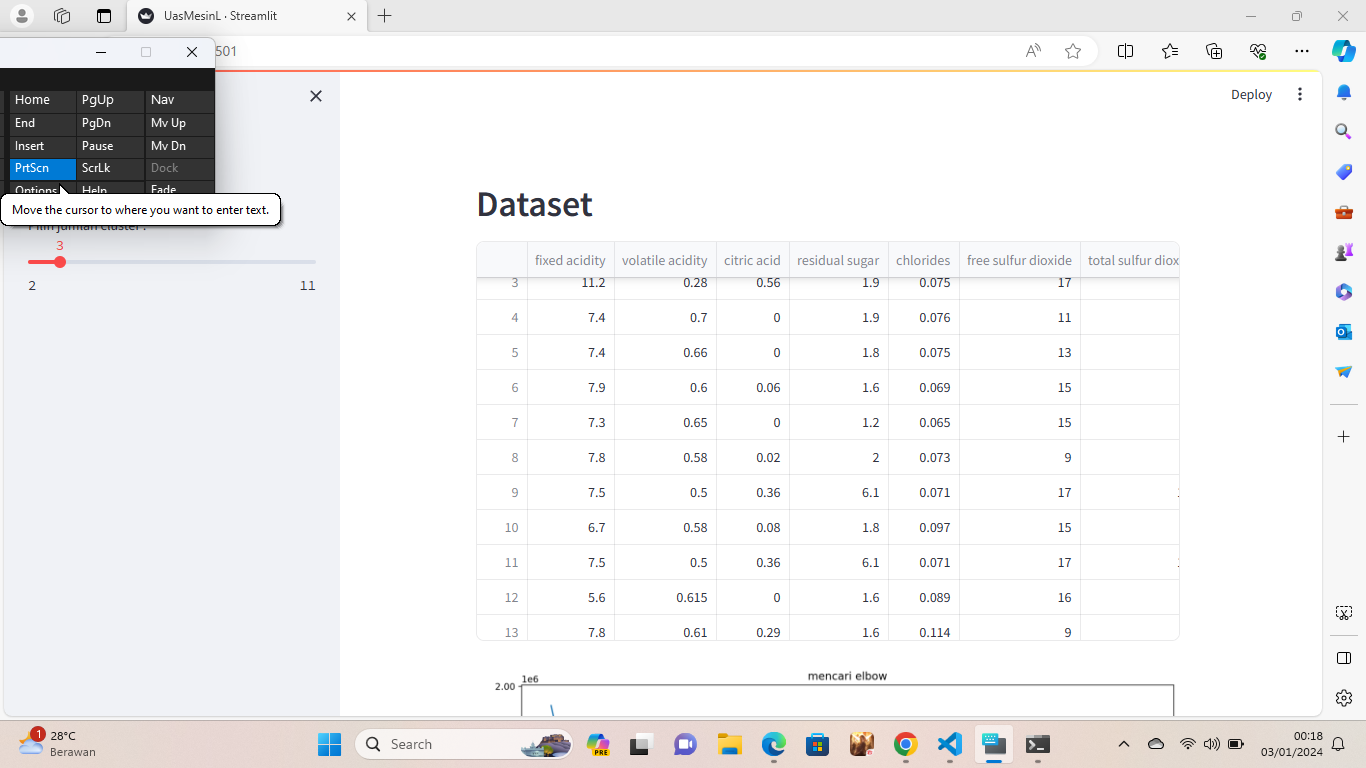 UasMesinL · Streamlit
501
Home PgUp Nav
End PgDn Mv Up
Insert Pause Mv Dn
PrtScn ScrLk Dock
Options Help Fade
Move the cursor to where you want to enter text.
Pilih jumlah cluster :
3
2 11
Deploy
Dataset
fixed acidity volatile acidity citric acid residual sugar chlorides free sulfur dioxide total sulfur diox
3 11.2 0.28 0.56 1.9 0.075 17
4 7.4 0.7 0 1.9 0.076 11
5 7.4 0.66 0 1.8 0.075 13
6 7.9 0.6 0.06 1.6 0.069 15
7 7.3 0.65 0 1.2 0.065 15
8 7.8 0.58 0.02 2 0.073 9
9 7.5 0.5 0.36 6.1 0.071 17
10 6.7 0.58 0.08 1.8 0.097 15
11 7.5 0.5 0.36 6.1 0.071 17
12 5.6 0.615 0 1.6 0.089 16
13 7.8 0.61 0.29 1.6 0.114 9
mencari elbow
1e6
2.00
1
28°C
Berawan
Search
PRE
00:18
03/01/2024